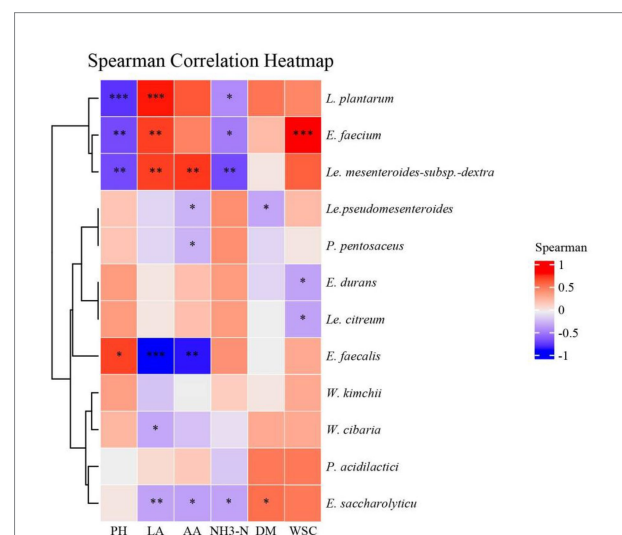 Spearman Correlation Heatmap
*** *** * L. plantarum
** ** * *** E. faecium
** ** ** ** Le. mesenteroides-subsp.-dextra
* * Le.pseudomesenteroides
* P. pentosaceus
* E. durans
* Le. citreum
* *** ** E. faecalis
W. kimchii
* W. cibaria
P. acidilactici
** * * * E. saccharolyticu
PH LA AA NH3-N DM WSC
Spearman
1
0.5
0
-0.5
-1